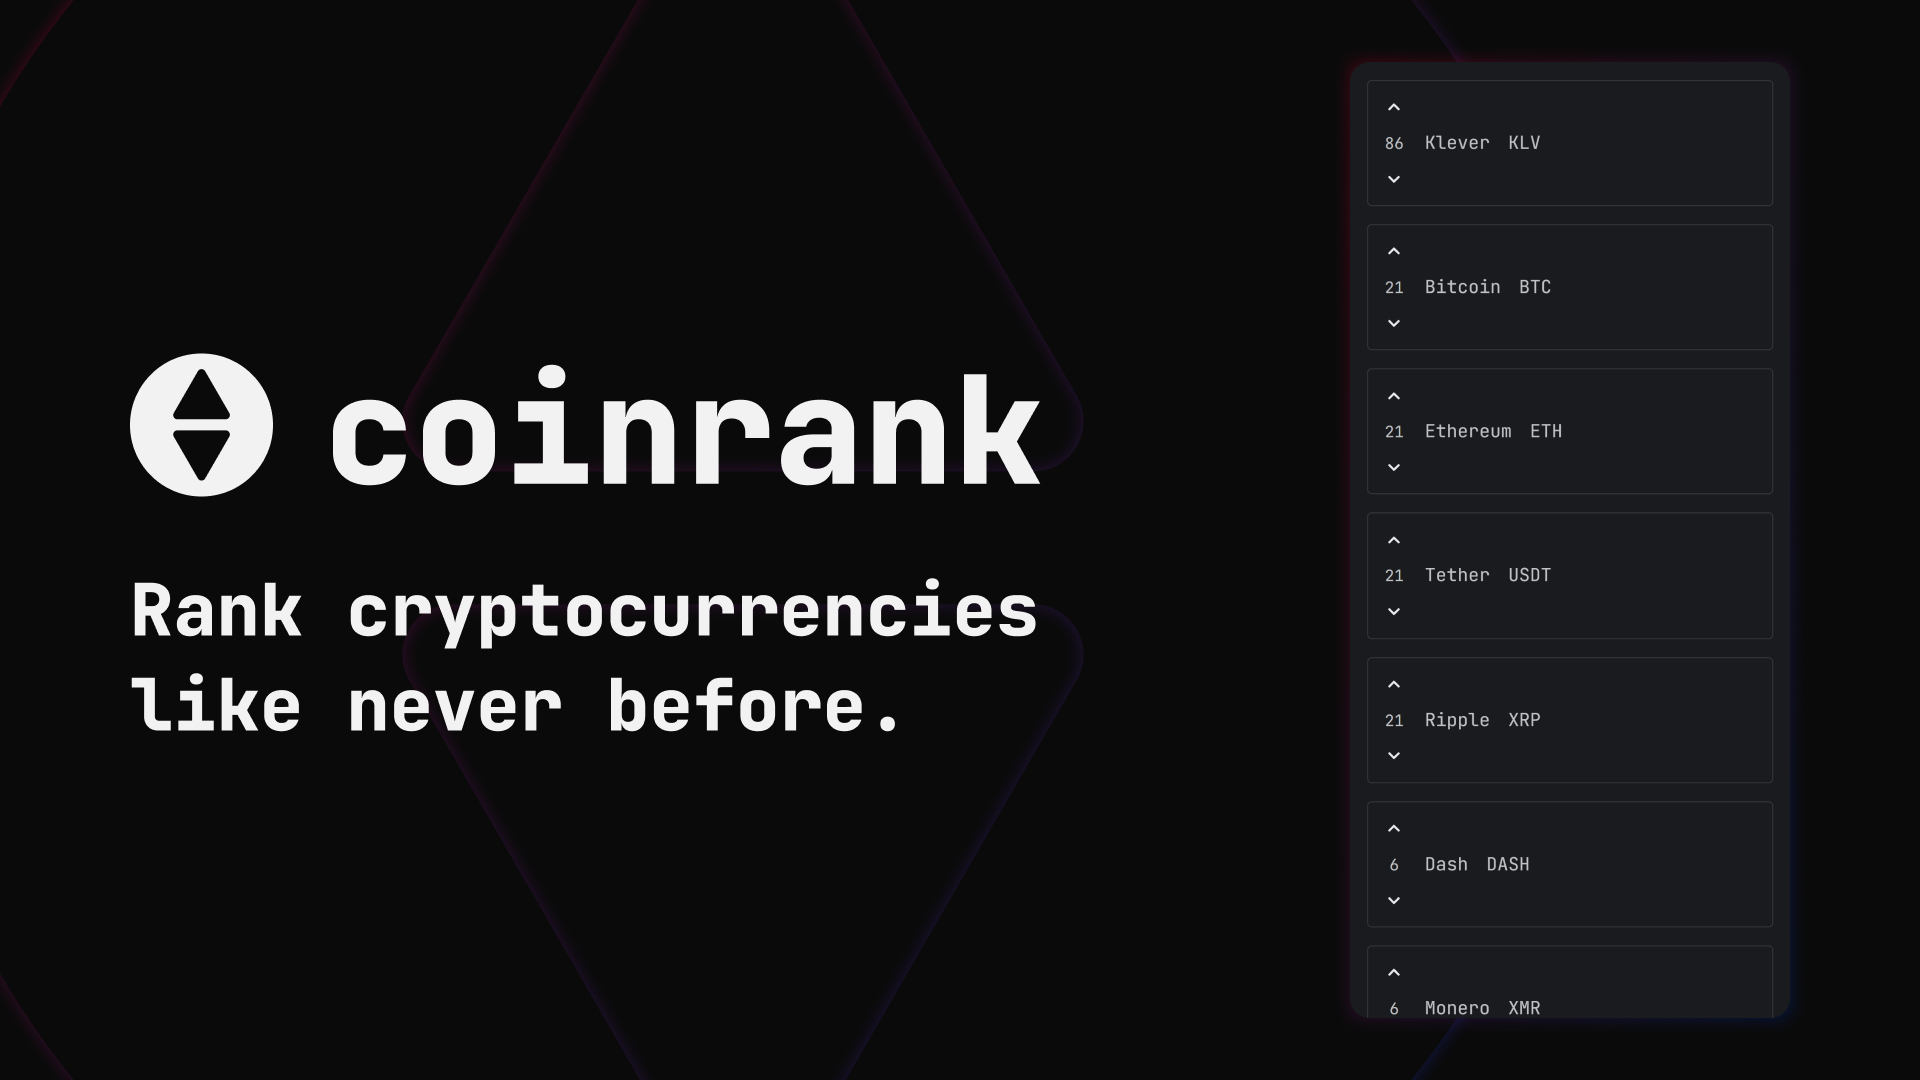 coinrank
Rank cryptocurrencies
like never before.
86 Klever KLV
21 Bitcoin BTC
21 Ethereum ETH
21 Tether USDT
21 Ripple XRP
6 Dash DASH
6 Monero XMR